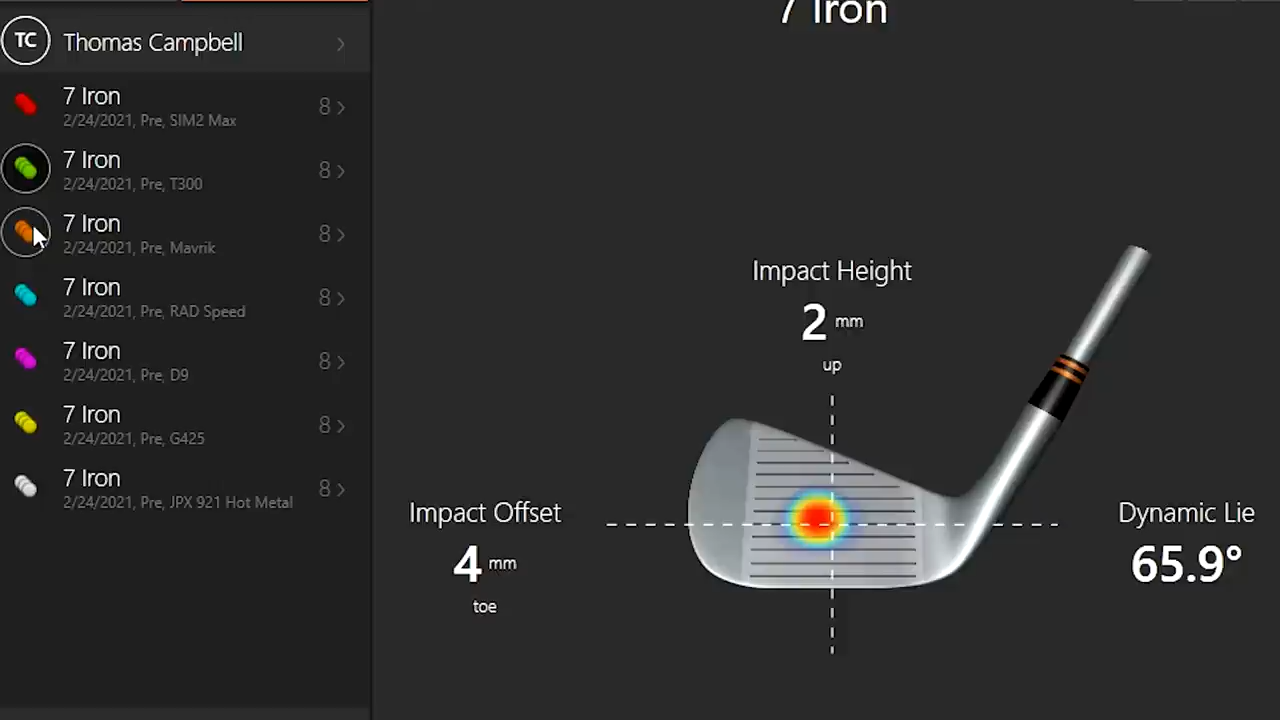 7 Iron
TC
Thomas Campbell
7 Iron
8
2/24/2021, Pre, SIM2 Max
7 Iron
8
2/24/2021, Pre, T300
7 Iron
8
2/24/2021, Pre, Mavrik
7 Iron
8
2/24/2021, Pre, RAD Speed
7 Iron
8
2/24/2021, Pre, D9
7 Iron
8
2/24/2021, Pre, G425
7 Iron
8
2/24/2021, Pre, JPX 921 Hot Metal
Impact Height
2 mm
up
Impact Offset
4 mm
toe
Dynamic Lie
65.9°